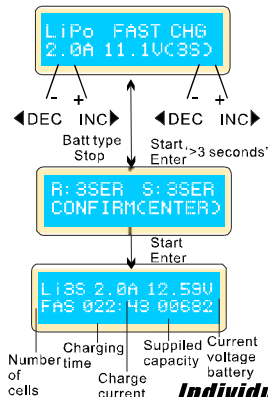 LiPo FAST CHG
2.0A 11.1V(3S)
- + - +
◀DEC INC▶ ◀DEC INC▶
Batt type
Stop
Start
Enter
'>3 seconds'
R: 3SER S: 3SER
CONFIRM(ENTER)
Start
Enter
Li3S 2.0A 12.59V
FAS 022:43 00682
Number
of
cells
Charging
time
Charge
current
Suppiled
capacity
Current
voltage
battery
Individu